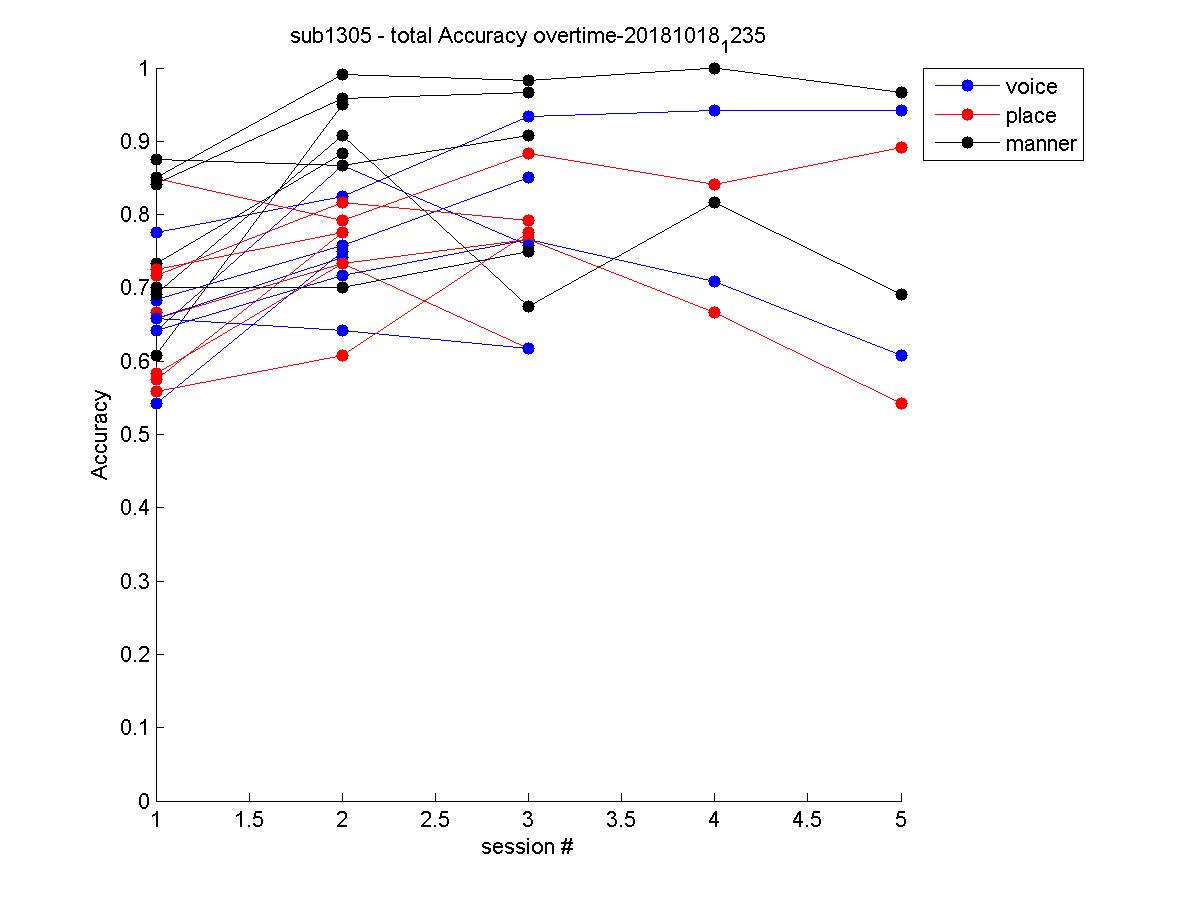 sub1305 - total Accuracy overtime-20181018₁235
voice
place
manner
1
0.9
0.8
0.7
0.6
0.5
0.4
0.3
0.2
0.1
0
Accuracy
1 1.5 2 2.5 3 3.5 4 4.5 5
session #